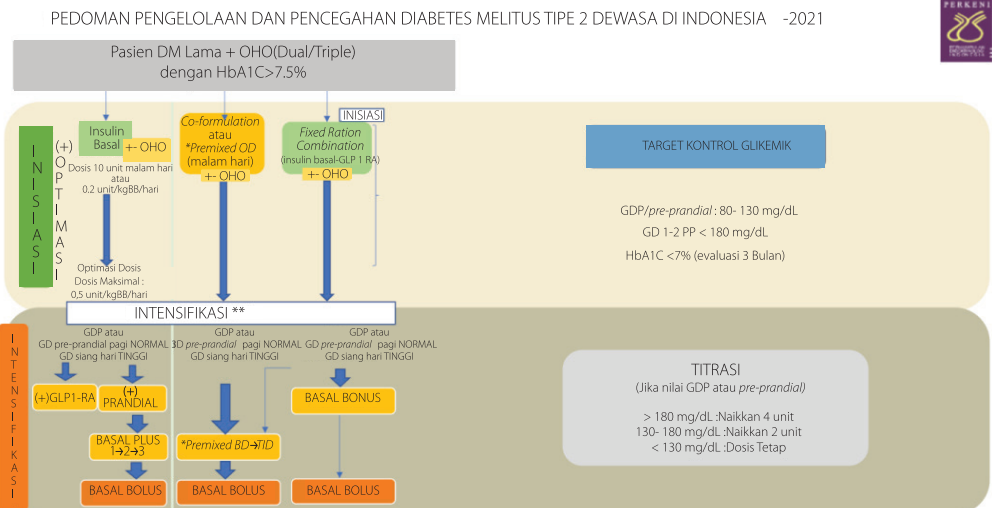 PEDOMAN PENGELOLAAN DAN PENCEGAHAN DIABETES MELITUS TIPE 2 DEWASA DI INDONESIA -2021
PERKENI
Pasien DM Lama + OHO(Dual/Triple)
dengan HbA1C>7.5%
INISIASI
(+) OPTIMASI
Insulin
Basal
+- OHO
Dosis 10 unit malam hari
atau
0.2 unit/kgBB/hari
Optimasi Dosis
Dosis Maksimal :
0,5 unit/kgBB/hari
Co-formulation
atau
*Premixed OD
(malam hari)
+- OHO
INISIASI
Fixed Ration
Combination
(insulin basal-GLP 1 RA)
+- OHO
TARGET KONTROL GLIKEMIK
GDP/pre-prandial : 80- 130 mg/dL
GD 1-2 PP < 180 mg/dL
HbA1C <7% (evaluasi 3 Bulan)
INTENSIFIKASI **
INTENSIFIKASI
GDP atau
GD pre-prandial pagi NORMAL
GD siang hari TINGGI
(+)GLP1-RA
(+)
PRANDIAL
BASAL PLUS
1→2→3
BASAL BOLUS
GDP atau
3D prandial pagi NORMAL
GD siang hari TINGGI
*Premixed BD→TID
BASAL BOLUS
GDP atau
GD pre-prandial pagi NORMAL
GD siang hari TINGGI
BASAL BONUS
BASAL BOLUS
TITRASI
(Jika nilai GDP atau pre-prandial)
> 180 mg/dL :Naikkan 4 unit
130- 180 mg/dL :Naikkan 2 unit
< 130 mg/dL :Dosis Tetap